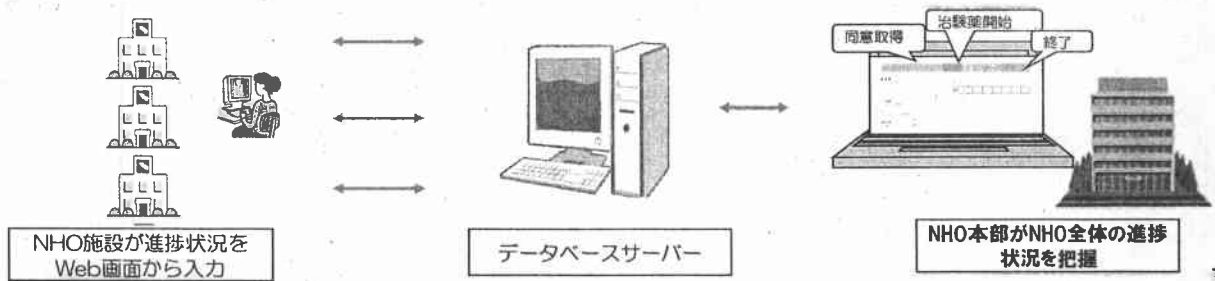 同意取得
治験薬開始
終了
NHO施設が進捗状況を
Web画面から入力
データベースサーバー
NHO本部がNHO全体の進捗
状況を把握